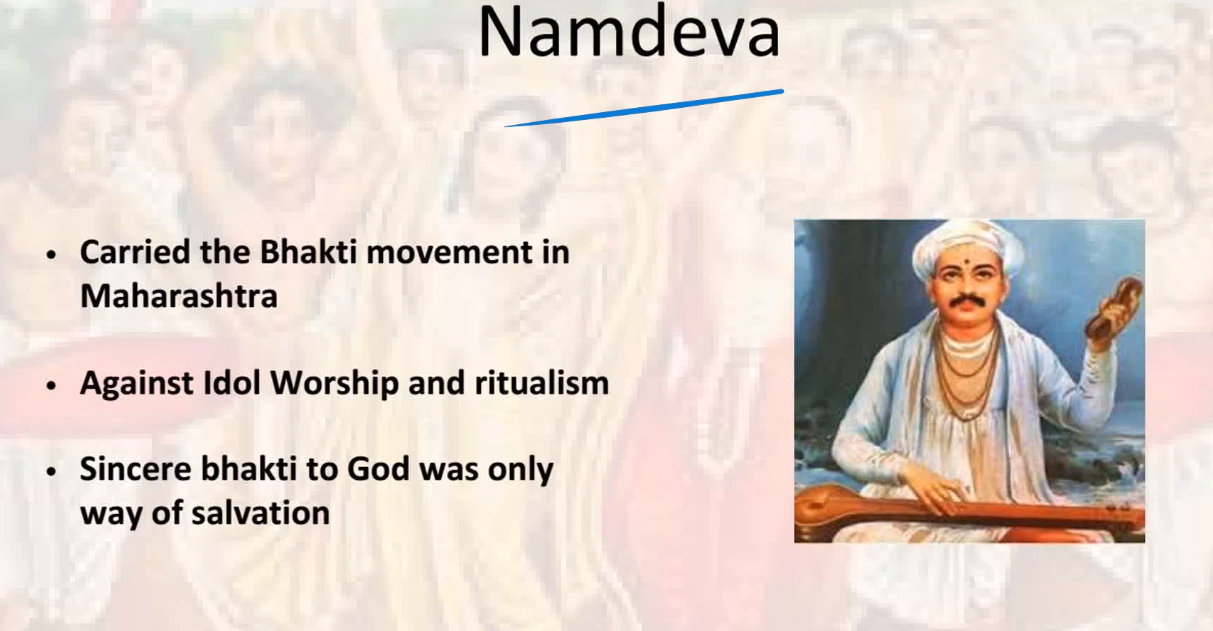 Namdeva
• Carried the Bhakti movement in
Maharashtra
• Against Idol Worship and ritualism
• Sincere bhakti to God was only
way of salvation